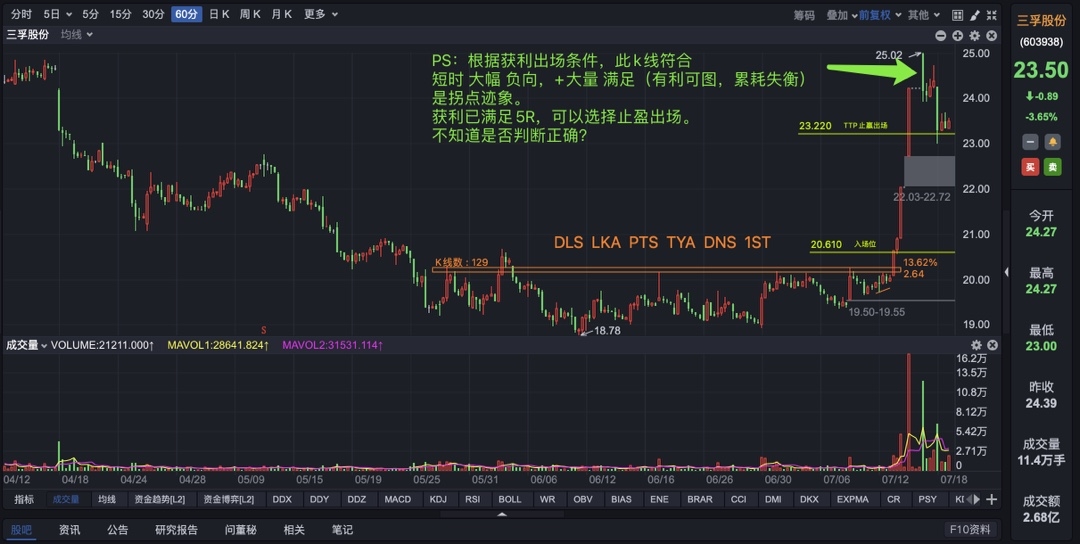 分时 5日 5分 15分 30分 60分 日K 周K 月K 更多 筹码 叠加 前复权 其他
三孚股份 均线
三孚股份
(603938)
23.50
-0.89
-3.65%
买 卖
今开
24.27
最高
24.27
最低
23.00
昨收
24.39
成交量
11.4万手
成交额
2.68亿
PS：根据获利出场条件，此k线符合
短时 大幅 负向，+大量 满足（有利可图，累耗失衡）
是拐点迹象。
获利已满足5R，可以选择止盈出场。
不知道是否判断正确？
25.02
25.00
24.00
23.00
22.00
21.00
20.00
19.00
23.220 TTP止赢出场
22.03-22.72
20.610 入场位
DLS LKA PTS TYA DNS 1ST
K线数：129
13.62%
2.64
19.50-19.55
18.78
S
成交量 VOLUME:21211.000↑ MAVOL1:28641.824↑ MAVOL2:31531.114↑
16.2万
13.5万
10.8万
8.12万
5.42万
2.71万
0
04/12 04/18 04/24 04/28 05/09 05/15 05/19 05/25 05/31 06/06 06/12 06/16 06/26 06/30 07/06 07/12 07/18
指标 成交量 均线 资金趋势[L2] 资金博弈[L2] DDX DDY DDZ MACD KDJ RSI BOLL WR OBV BIAS ENE BRAR CCI DMI DKX EXPMA CR PSY KD
股吧 资讯 公告 研究报告 问董秘 相关 笔记 F10资料